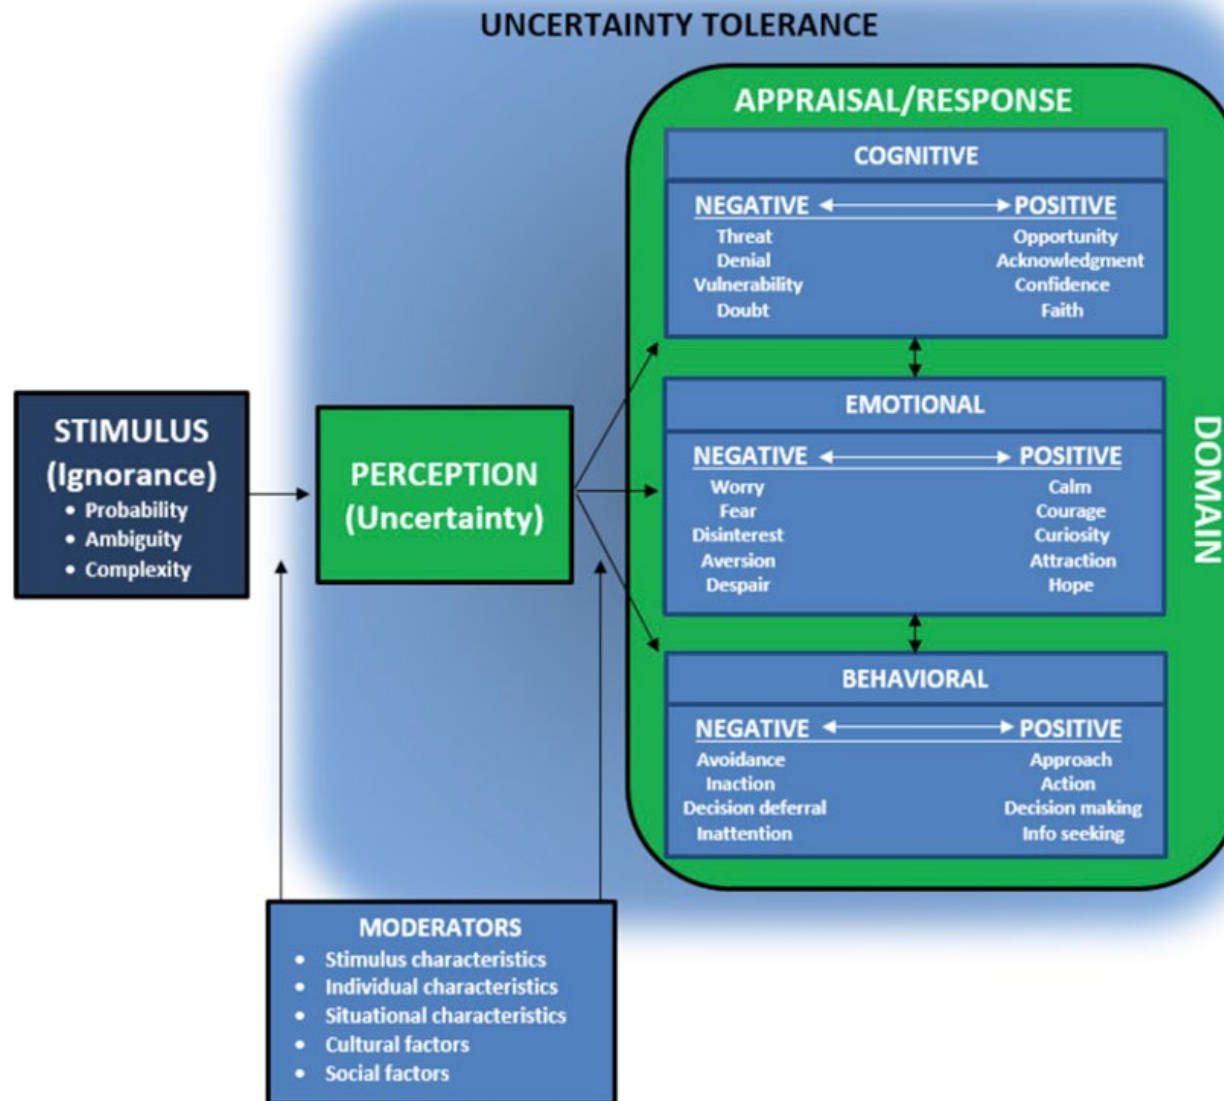 UNCERTAINTY TOLERANCE
APPRAISAL/RESPONSE
COGNITIVE
NEGATIVE POSITIVE
Threat Opportunity
Denial Acknowledgment
Vulnerability Confidence
Doubt Faith
EMOTIONAL
NEGATIVE POSITIVE
Worry Calm
Fear Courage
Disinterest Curiosity
Aversion Attraction
Despair Hope
BEHAVIORAL
NEGATIVE POSITIVE
Avoidance Approach
Inaction Action
Decision deferral Decision making
Inattention Info seeking
DOMAIN
STIMULUS
(Ignorance)
• Probability
• Ambiguity
• Complexity
PERCEPTION
(Uncertainty)
MODERATORS
• Stimulus characteristics
• Individual characteristics
• Situational characteristics
• Cultural factors
• Social factors